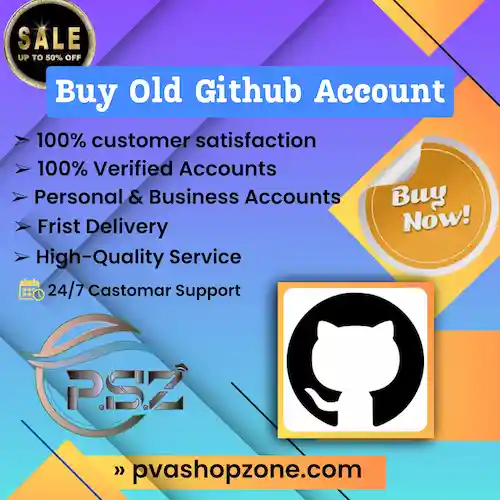 SALE
UP TO 50% OFF
Buy Old Github Account
➢ 100% customer satisfaction
➢ 100% Verified Accounts
➢ Personal & Business Accounts
➢ Frist Delivery
➢ High-Quality Service
24/7 Castomar Support
Buy
Now!
P.S.Z
» pvashopzone.com